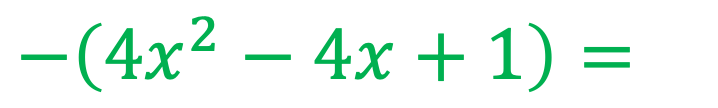 −(4𝑥² − 4𝑥 + 1) =